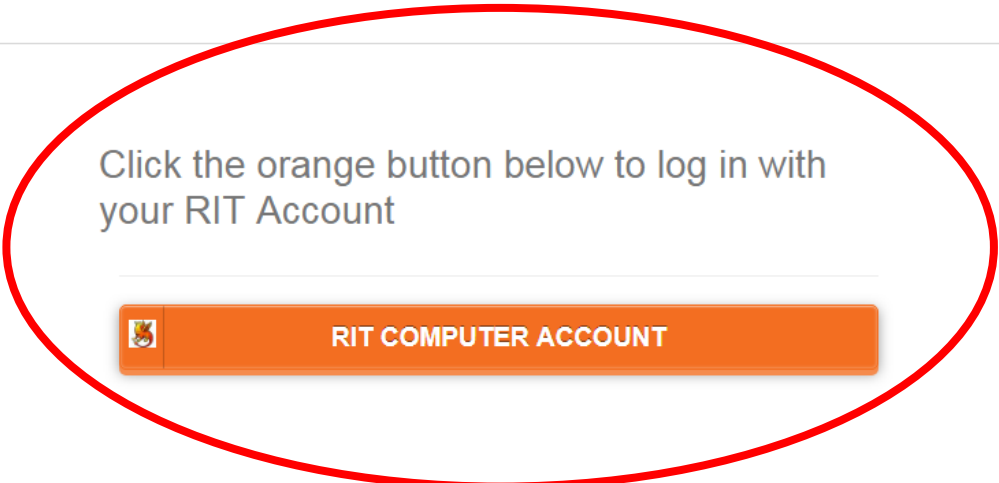 Click the orange button below to log in with
your RIT Account
RIT COMPUTER ACCOUNT